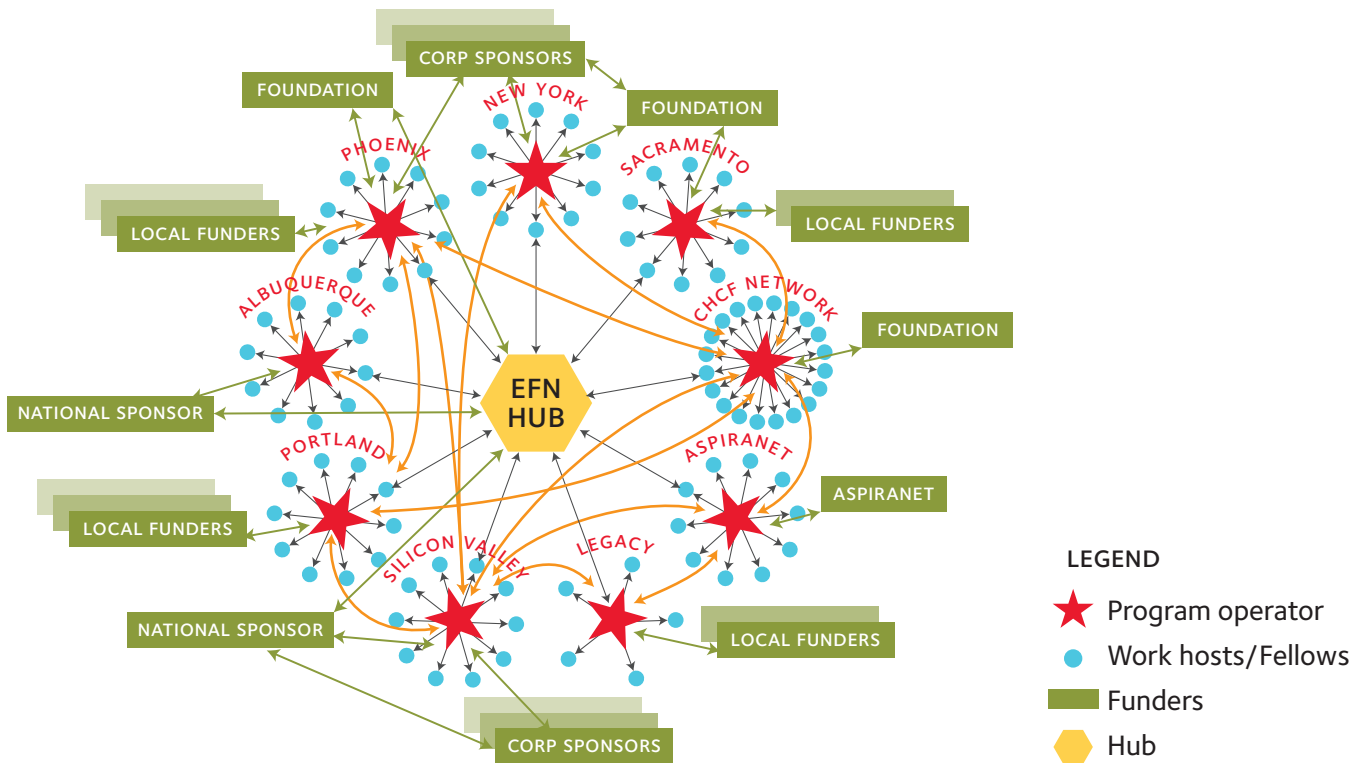 CORP SPONSORS
FOUNDATION
NEW YORK
FOUNDATION
PHOENIX
SACRAMENTO
LOCAL FUNDERS
LOCAL FUNDERS
ALBUQUERQUE
CHCF NETWORK
FOUNDATION
EFN
HUB
NATIONAL SPONSOR
PORTLAND
ASPIRANET
ASPIRANET
LOCAL FUNDERS
SILICON VALLEY
LEGACY
NATIONAL SPONSOR
LOCAL FUNDERS
CORP SPONSORS
LEGEND
Program operator
Work hosts/Fellows
Funders
Hub